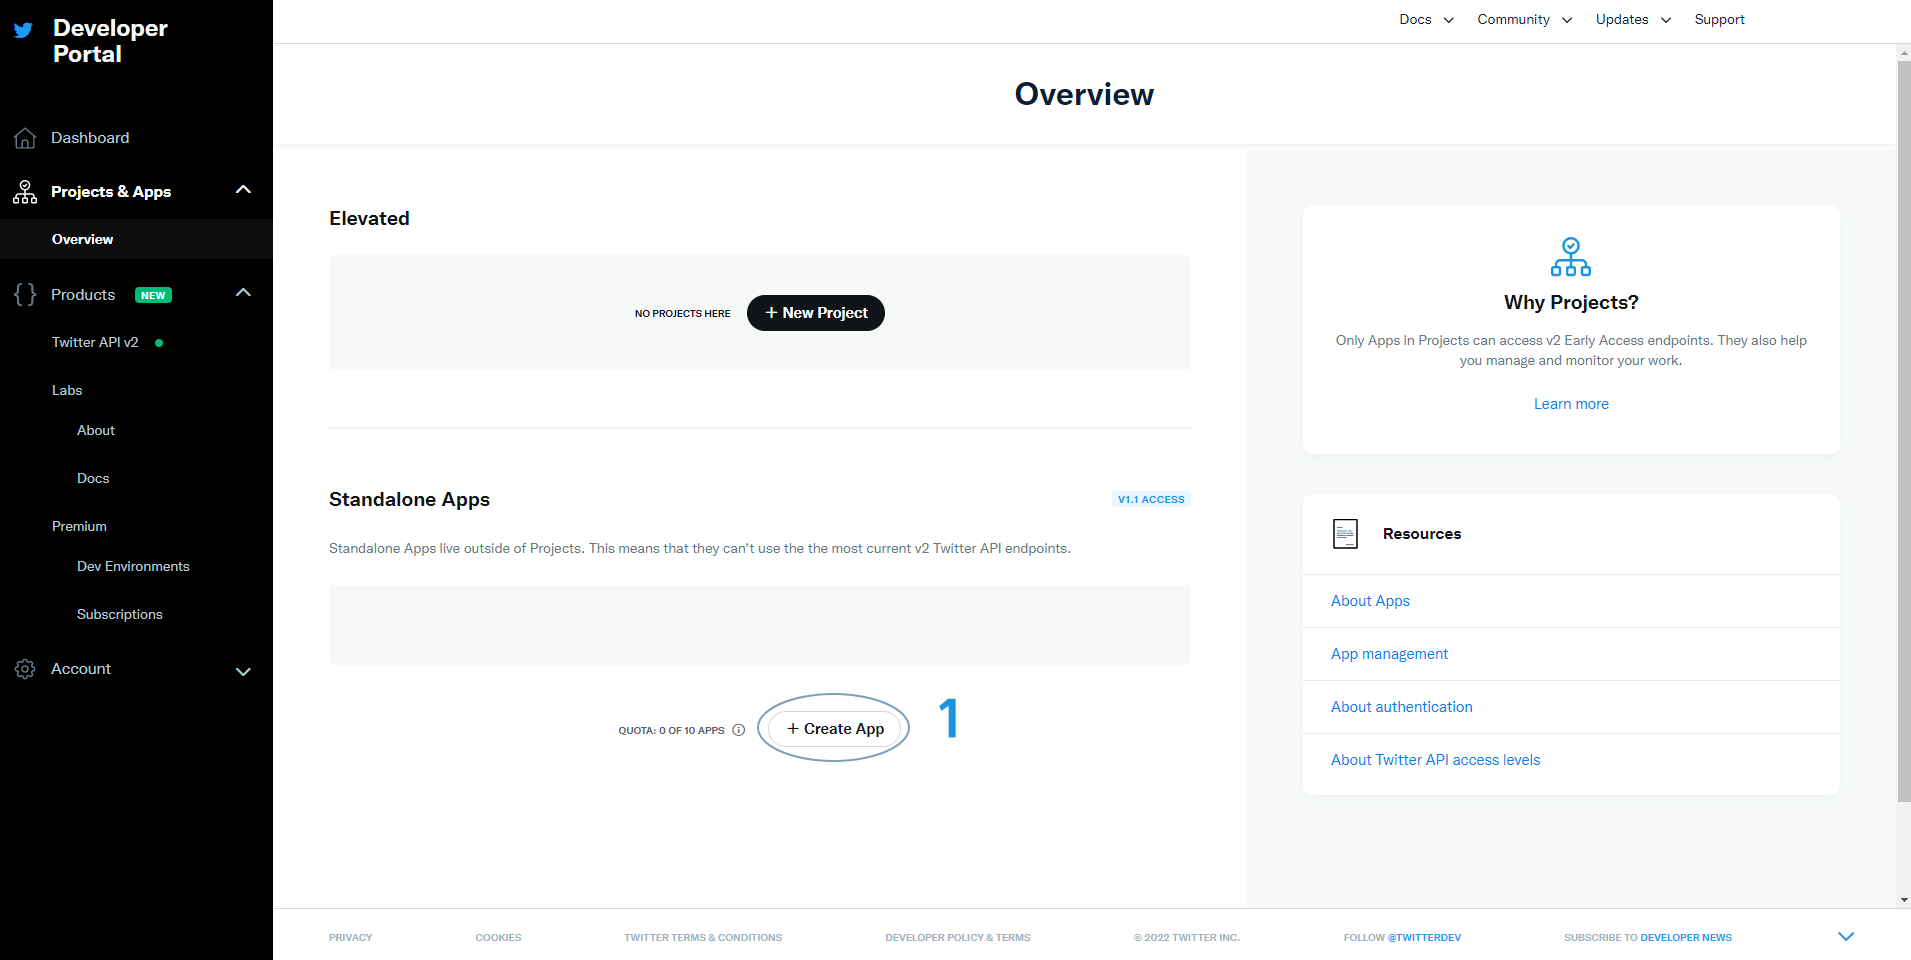 Developer
Portal
Docs
Community
Updates
Support
Dashboard
Projects & Apps
Overview
Products NEW
Twitter API v2
Labs
About
Docs
Premium
Dev Environments
Subscriptions
Account
Overview
Elevated
NO PROJECTS HERE + New Project
Standalone Apps V1.1 ACCESS
Standalone Apps live outside of Projects. This means that they can’t use the the most current v2 Twitter API endpoints.
QUOTA: 0 OF 10 APPS + Create App 1
Why Projects?
Only Apps in Projects can access v2 Early Access endpoints. They also help
you manage and monitor your work.
Learn more
Resources
About Apps
App management
About authentication
About Twitter API access levels
PRIVACY
COOKIES
TWITTER TERMS & CONDITIONS
DEVELOPER POLICY & TERMS
© 2022 TWITTER INC.
FOLLOW @TWITTERDEV
SUBSCRIBE TO DEVELOPER NEWS